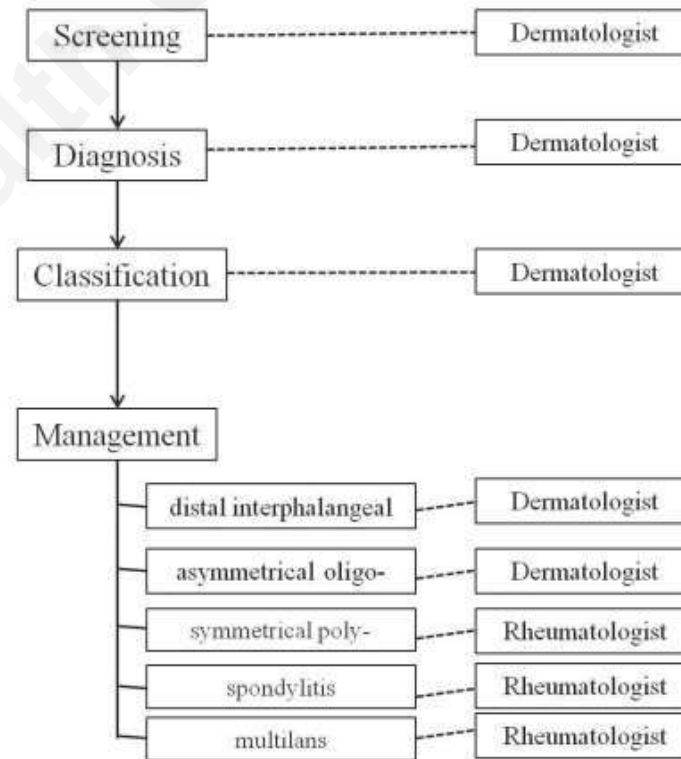 Screening
Dermatologist
Diagnosis
Dermatologist
Classification
Dermatologist
Management
distal interphalangeal
Dermatologist
asymmetrical oligo-
Dermatologist
symmetrical poly-
Rheumatologist
spondylitis
Rheumatologist
multilans
Rheumatologist